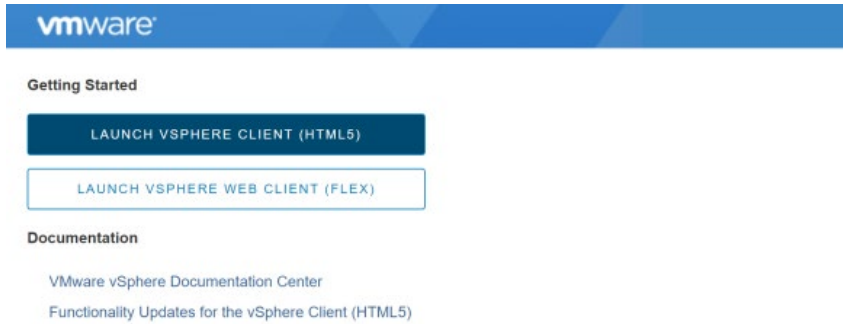 vmware
Getting Started
LAUNCH VSPHERE CLIENT (HTML5)
LAUNCH VSPHERE WEB CLIENT (FLEX)
Documentation
VMware vSphere Documentation Center
Functionality Updates for the vSphere Client (HTML5)